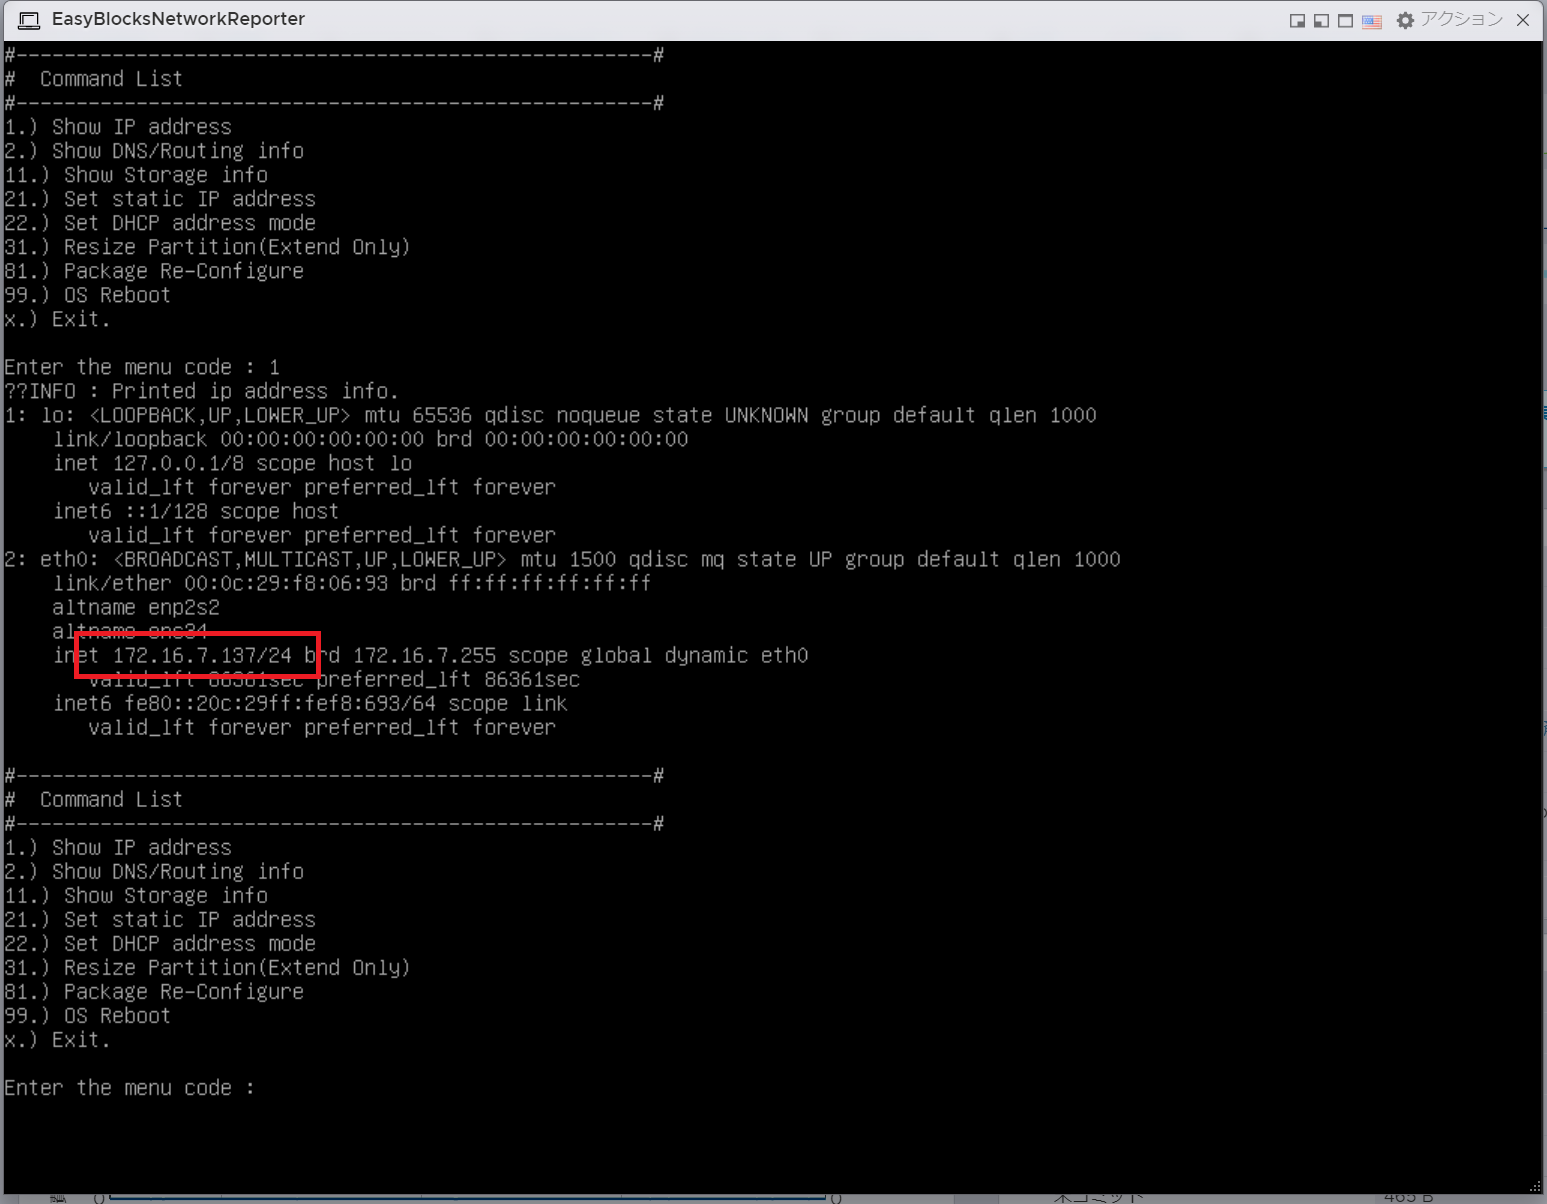 EasyBlocksNetworkReporter
アクション
#-----------------------------------------------------#
#  Command List
#-----------------------------------------------------#
1.) Show IP address
2.) Show DNS/Routing info
11.) Show Storage info
21.) Set static IP address
22.) Set DHCP address mode
31.) Resize Partition(Extend Only)
81.) Package Re-Configure
99.) OS Reboot
x.) Exit.
Enter the menu code : 1
??INFO : Printed ip address info.
1: lo: <LOOPBACK,UP,LOWER_UP> mtu 65536 qdisc noqueue state UNKNOWN group default qlen 1000
link/loopback 00:00:00:00:00:00 brd 00:00:00:00:00:00
inet 127.0.0.1/8 scope host lo
valid_lft forever preferred_lft forever
inet6 ::1/128 scope host
valid_lft forever preferred_lft forever
2: eth0: <BROADCAST,MULTICAST,UP,LOWER_UP> mtu 1500 qdisc mq state UP group default qlen 1000
link/ether 00:0c:29:f8:06:93 brd ff:ff:ff:ff:ff:ff
altname enp2s2
altname ens34
inet 172.16.7.137/24 brd 172.16.7.255 scope global dynamic eth0
valid_lft 86361sec preferred_lft 86361sec
inet6 fe80::20c:29ff:fef8:693/64 scope link
valid_lft forever preferred_lft forever
#-----------------------------------------------------#
#  Command List
#-----------------------------------------------------#
1.) Show IP address
2.) Show DNS/Routing info
11.) Show Storage info
21.) Set static IP address
22.) Set DHCP address mode
31.) Resize Partition(Extend Only)
81.) Package Re-Configure
99.) OS Reboot
x.) Exit.
Enter the menu code :